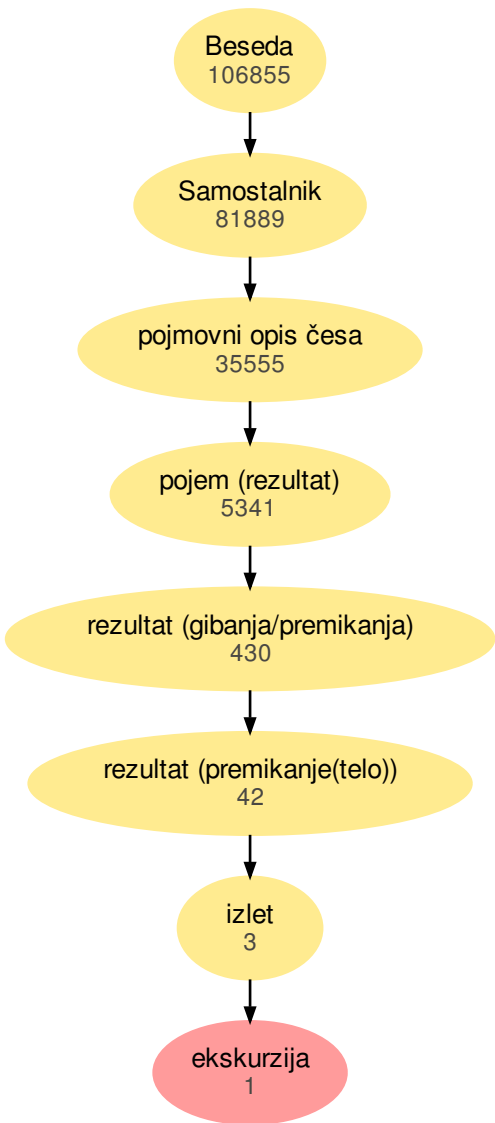 Beseda
106855
Samostalnik
81889
pojmovni opis česa
35555
pojem (rezultat)
5341
rezultat (gibanja/premikanja)
430
rezultat (premikanje(telo))
42
izlet
3
ekskurzija
1